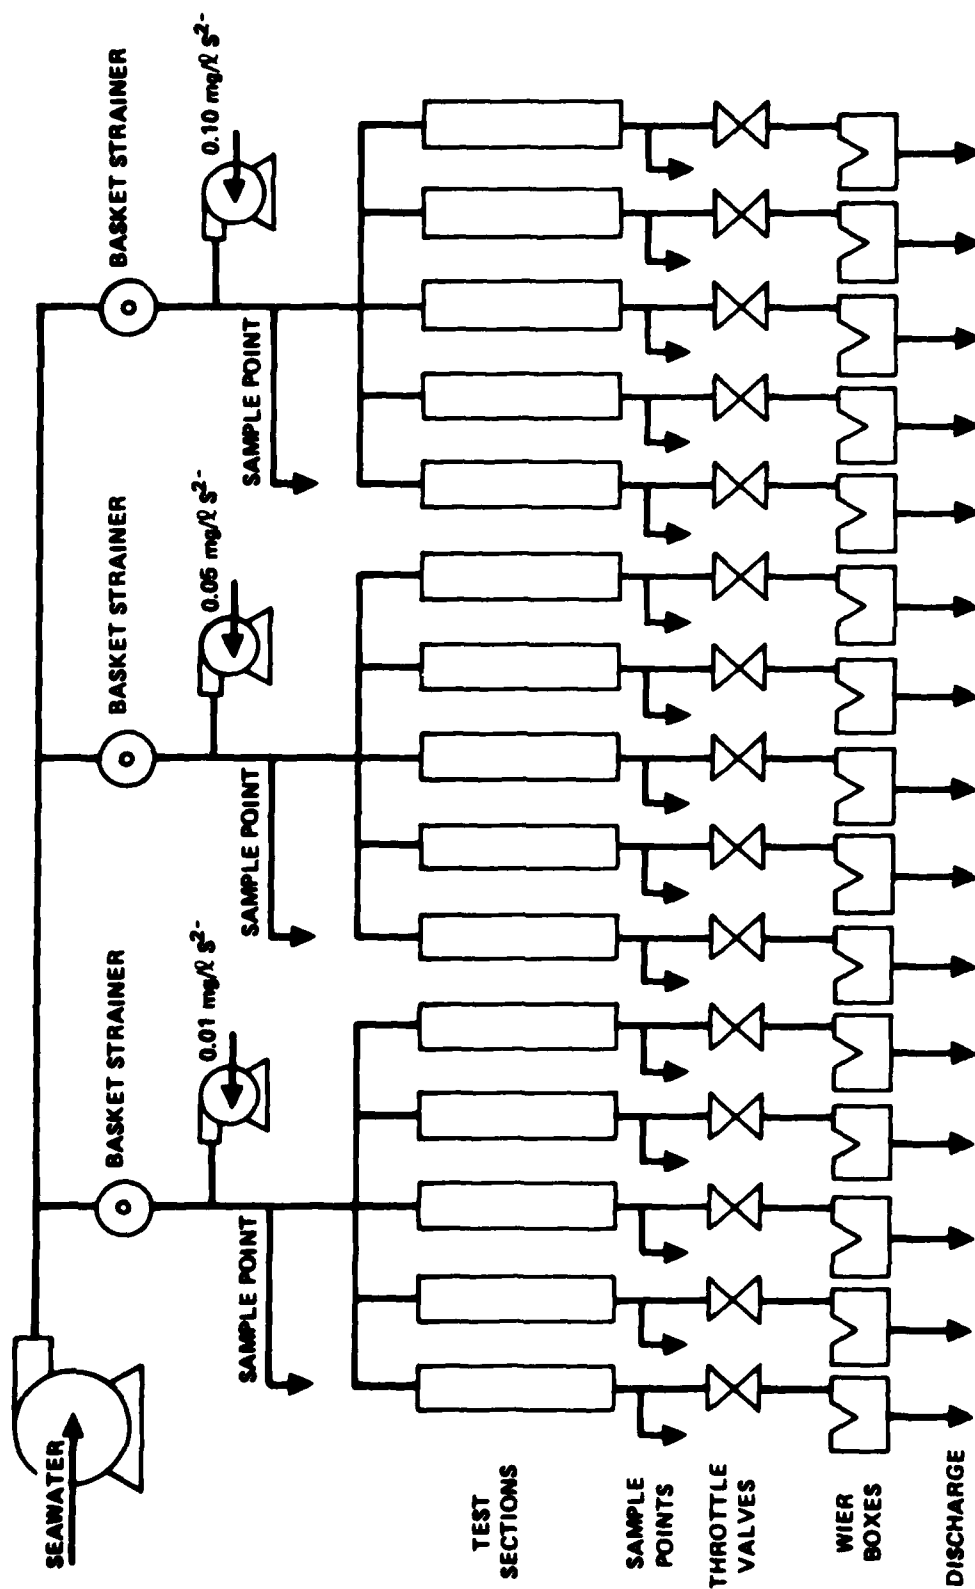 SEAWATER
BASKET STRAINER
BASKET STRAINER
BASKET STRAINER
0.01 mg/ℓ S²⁻
0.05 mg/ℓ S²⁻
0.10 mg/ℓ S²⁻
SAMPLE POINT
SAMPLE POINT
SAMPLE POINT
TEST
SECTIONS
SAMPLE
POINTS
THROTTLE
VALVES
WIER
BOXES
DISCHARGE